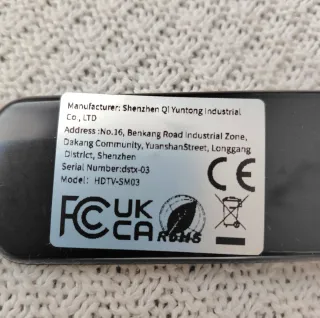 Manufacturer: Shenzhen Qi Yuntong Industrial
Co , LTD
Address :No.16, Benkang Road Industrial Zone,
Dakang Community, YuanshanStreet, Longgang
District, Shenzhen
Serial Number:dstx-03
Model: HDTV-SM03
FC UK CA RoHS CE